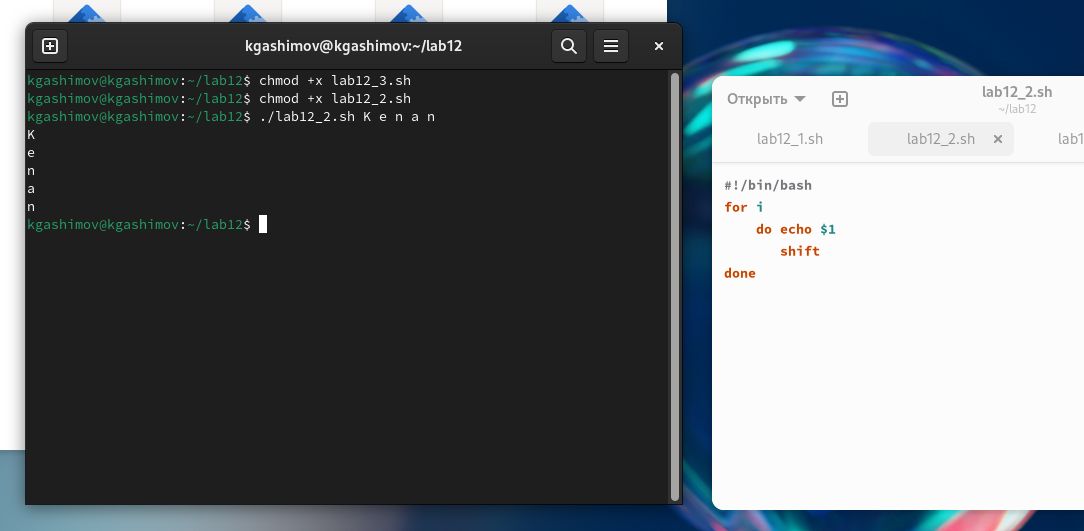 kgashimov@kgashimov:~/lab12
kgashimov@kgashimov:~/lab12$ chmod +x lab12_3.sh
kgashimov@kgashimov:~/lab12$ chmod +x lab12_2.sh
kgashimov@kgashimov:~/lab12$ ./lab12_2.sh K e n a n
K
e
n
a
n
kgashimov@kgashimov:~/lab12$
Открыть
lab12_2.sh
~/lab12
lab12_1.sh
lab12_2.sh
lab1
#!/bin/bash
for i
do echo $1
shift
done